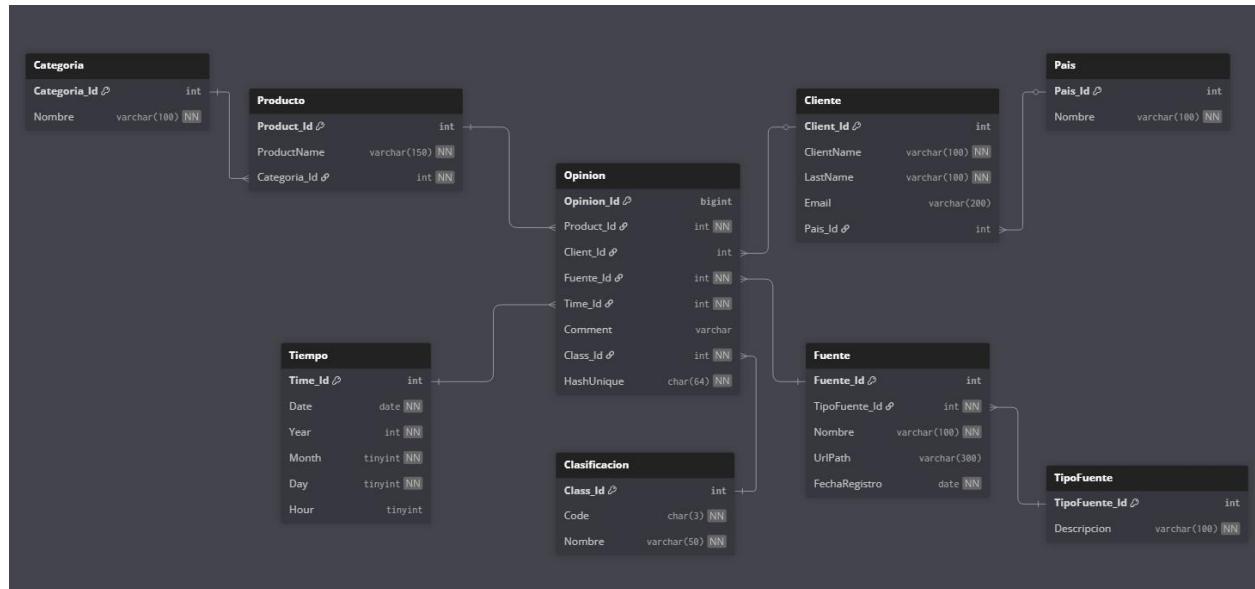 Categoria
Categoria_Id int
Nombre varchar(100) NN
Producto
Product_Id int
ProductName varchar(150) NN
Categoria_Id int NN
Opinion
Opinion_Id bigint
Product_Id int NN
Client_Id int
Fuente_Id int NN
Time_Id int NN
Comment varchar
Class_Id int NN
HashUnique char(64) NN
Cliente
Client_Id int
ClientName varchar(100) NN
LastName varchar(100) NN
Email varchar(200)
Pais_Id int
Pais
Pais_Id int
Nombre varchar(100) NN
Tiempo
Time_Id int
Date date NN
Year int NN
Month tinyint NN
Day tinyint NN
Hour tinyint
Clasificacion
Class_Id int
Code char(3) NN
Nombre varchar(50) NN
Fuente
Fuente_Id int
TipoFuente_Id int NN
Nombre varchar(100) NN
UrlPath varchar(300)
FechaRegistro date NN
TipoFuente
TipoFuente_Id int
Descripcion varchar(100) NN